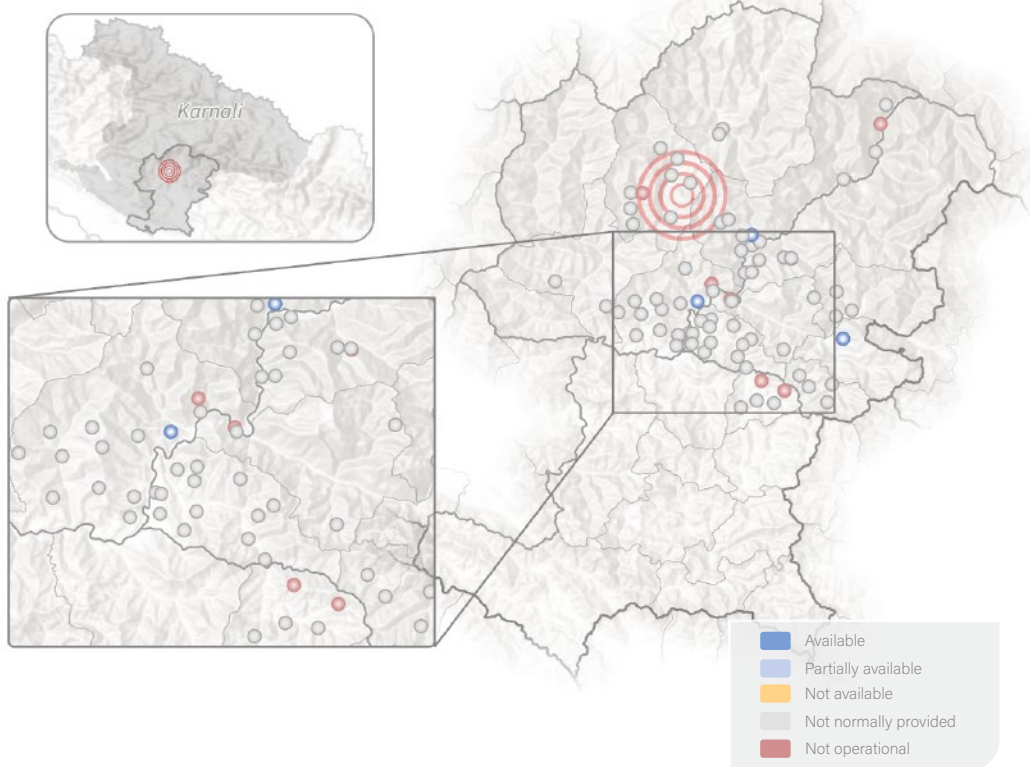 Karnali
Available
Partially available
Not available
Not normally provided
Not operational